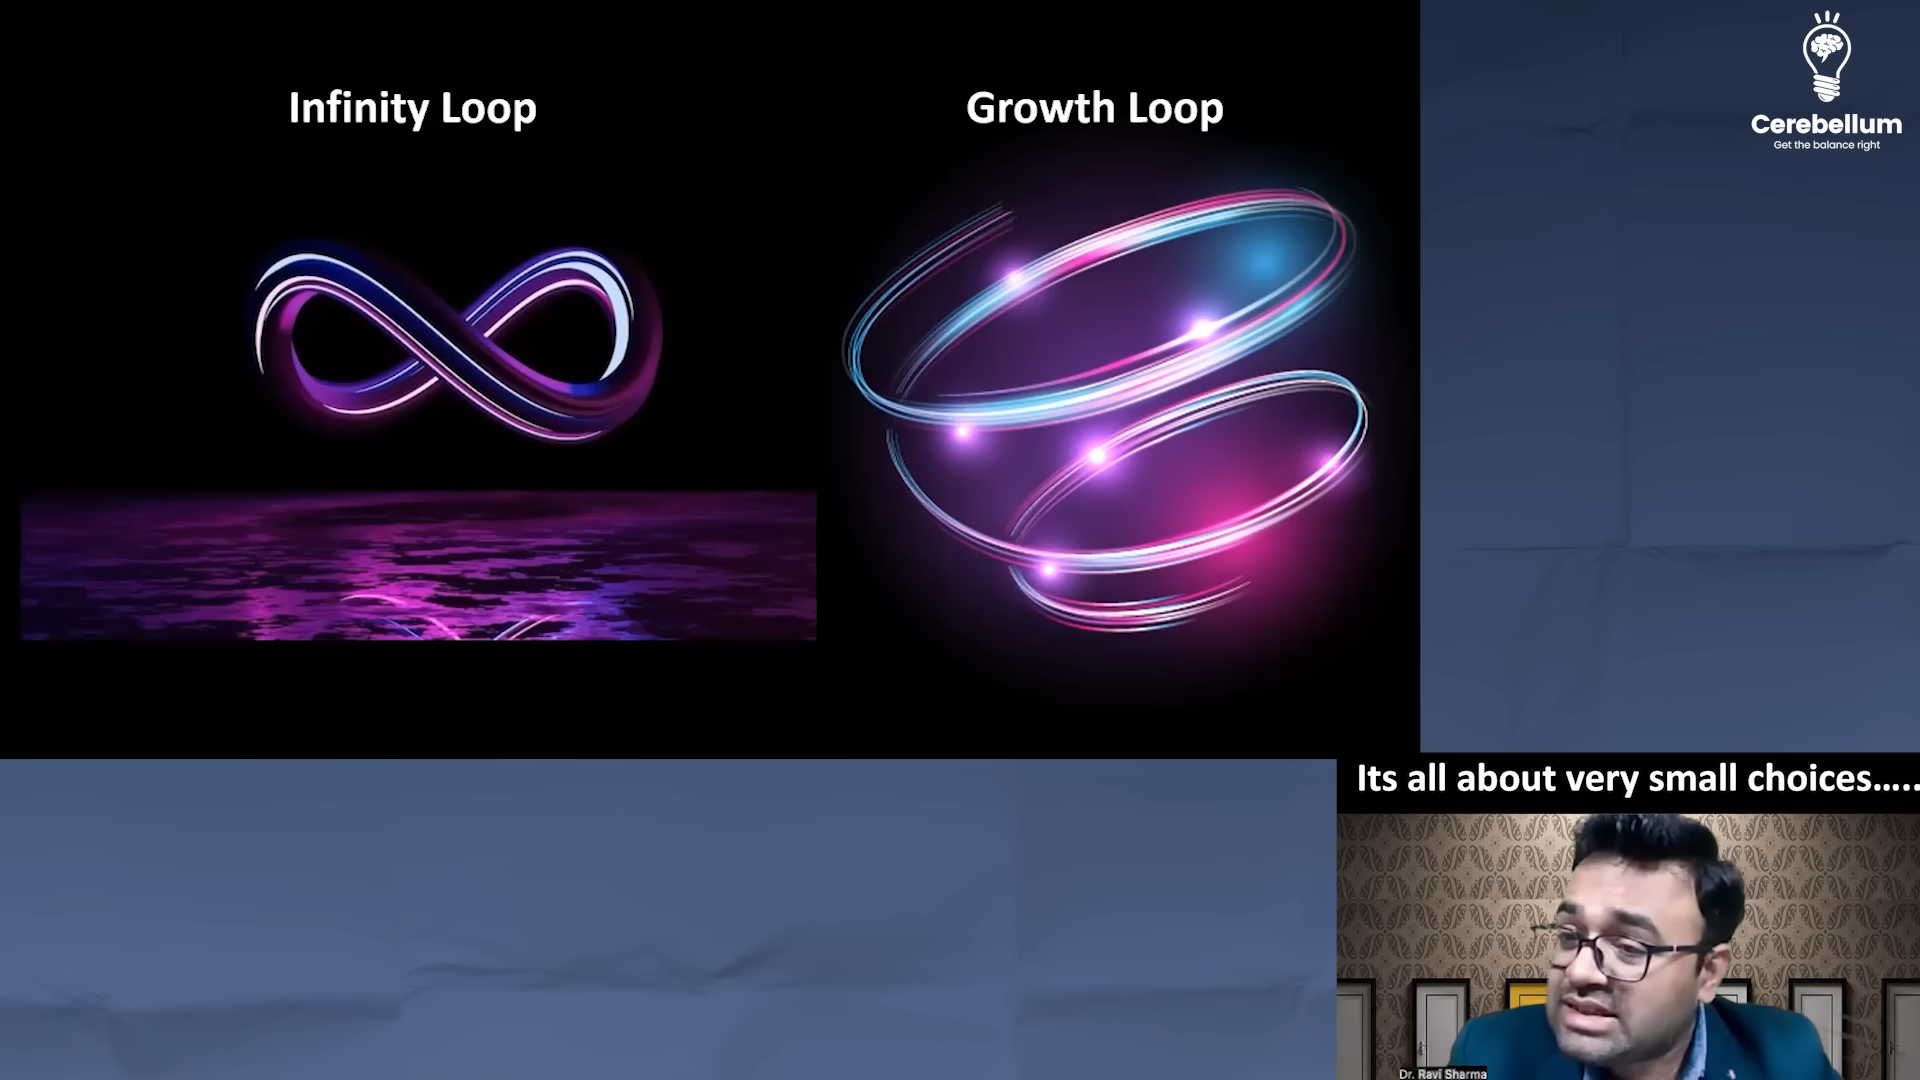 Infinity Loop
Growth Loop
Cerebellum
Get the balance right
Its all about very small choices.....
Dr. Ravi Sharma